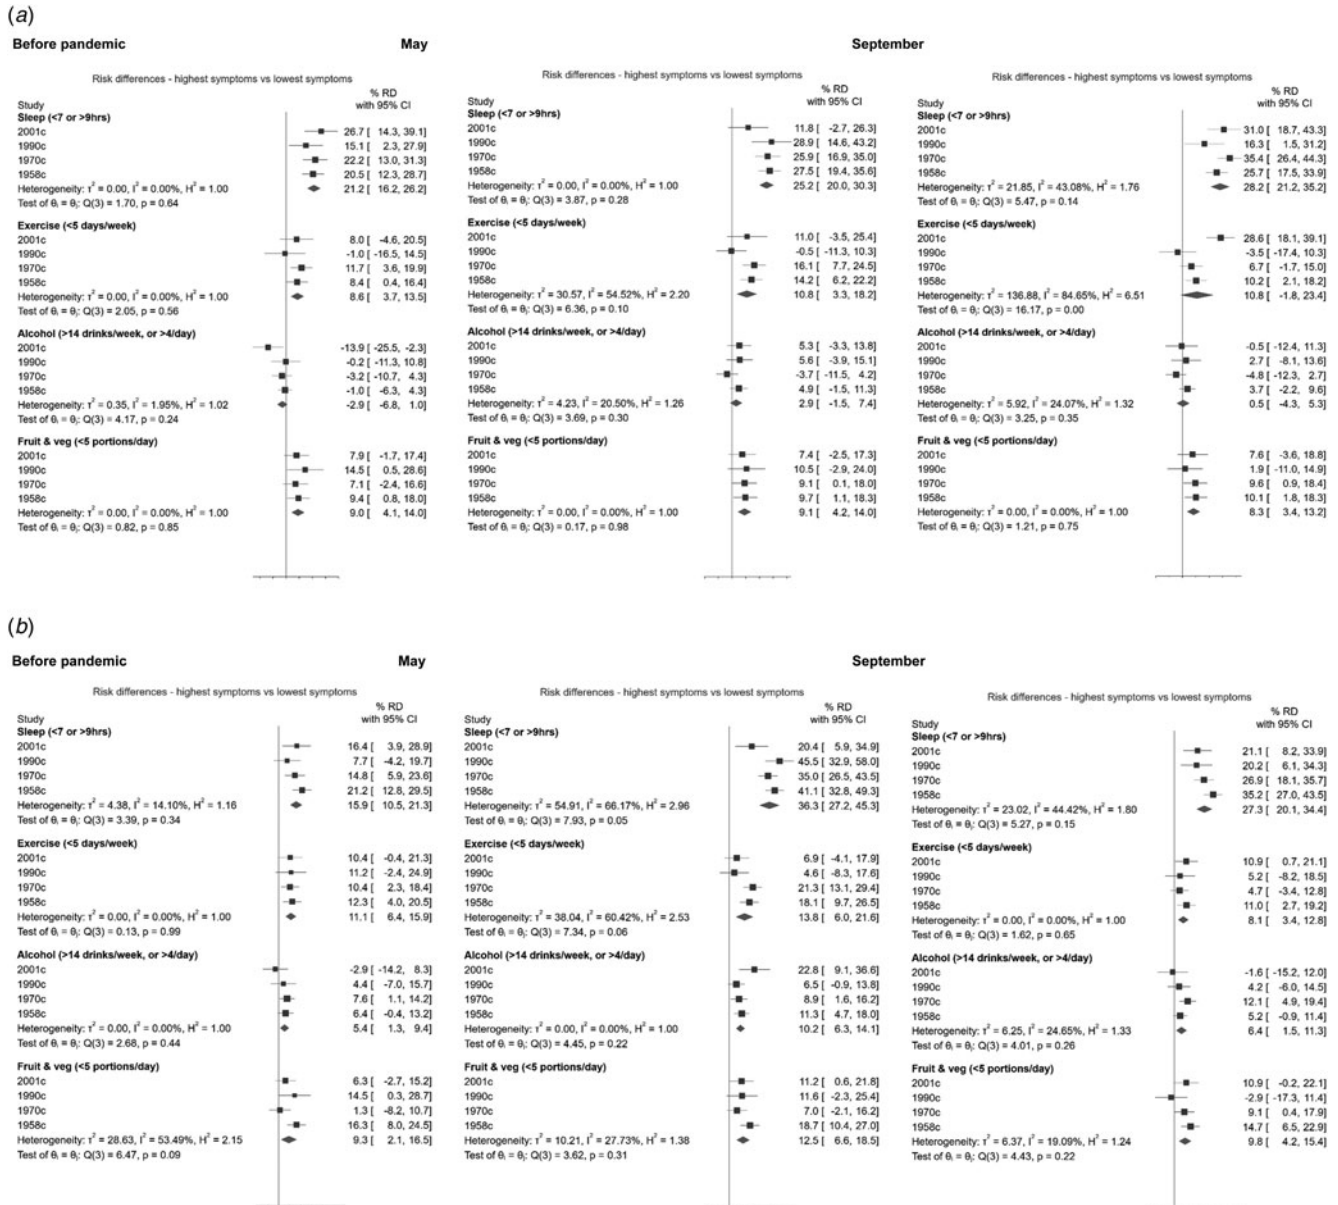 (a)
Before pandemic
May
September
Risk differences - highest symptoms vs lowest symptoms
% RD
with 95% CI
Study
Sleep (<7 or >9hrs)
2001c 26.7 [ 14.3, 39.1]
1990c 15.1 [ 2.3, 27.9]
1970c 22.2 [ 13.0, 31.3]
1958c 20.5 [ 12.3, 28.7]
Heterogeneity: τ² = 0.00, I² = 0.00%, H² = 1.00 21.2 [ 16.2, 26.2]
Test of θᵢ = θⱼ: Q(3) = 1.70, p = 0.64
Exercise (<5 days/week)
2001c 8.0 [ -4.6, 20.5]
1990c -1.0 [ -16.5, 14.5]
1970c 11.7 [ 3.6, 19.9]
1958c 8.4 [ 0.4, 16.4]
Heterogeneity: τ² = 0.00, I² = 0.00%, H² = 1.00 8.6 [ 3.7, 13.5]
Test of θᵢ = θⱼ: Q(3) = 2.05, p = 0.56
Alcohol (>14 drinks/week, or >4/day)
2001c -13.9 [ -25.5, -2.3]
1990c -0.2 [ -11.3, 10.8]
1970c -3.2 [ -10.7, 4.3]
1958c -1.0 [ -6.3, 4.3]
Heterogeneity: τ² = 0.35, I² = 1.95%, H² = 1.02 -2.9 [ -6.8, 1.0]
Test of θᵢ = θⱼ: Q(3) = 4.17, p = 0.24
Fruit & veg (<5 portions/day)
2001c 7.9 [ -1.7, 17.4]
1990c 14.5 [ 0.5, 28.6]
1970c 7.1 [ -2.4, 16.6]
1958c 9.4 [ 0.8, 18.0]
Heterogeneity: τ² = 0.00, I² = 0.00%, H² = 1.00 9.0 [ 4.1, 14.0]
Test of θᵢ = θⱼ: Q(3) = 0.82, p = 0.85
Risk differences - highest symptoms vs lowest symptoms
% RD
with 95% CI
Study
Sleep (<7 or >9hrs)
2001c 11.8 [ -2.7, 26.3]
1990c 28.9 [ 14.6, 43.2]
1970c 25.9 [ 16.9, 35.0]
1958c 27.5 [ 19.4, 35.6]
Heterogeneity: τ² = 0.00, I² = 0.00%, H² = 1.00 25.2 [ 20.0, 30.3]
Test of θᵢ = θⱼ: Q(3) = 3.87, p = 0.28
Exercise (<5 days/week)
2001c 11.0 [ -3.5, 25.4]
1990c -0.5 [ -11.3, 10.3]
1970c 16.1 [ 7.7, 24.5]
1958c 14.2 [ 6.2, 22.2]
Heterogeneity: τ² = 30.57, I² = 54.52%, H² = 2.20 10.8 [ 3.3, 18.2]
Test of θᵢ = θⱼ: Q(3) = 6.36, p = 0.10
Alcohol (>14 drinks/week, or >4/day)
2001c 5.3 [ -3.3, 13.8]
1990c 5.6 [ -3.9, 15.1]
1970c -3.7 [ -11.5, 4.2]
1958c 4.9 [ -1.5, 11.3]
Heterogeneity: τ² = 4.23, I² = 20.50%, H² = 1.26 2.9 [ -1.5, 7.4]
Test of θᵢ = θⱼ: Q(3) = 3.69, p = 0.30
Fruit & veg (<5 portions/day)
2001c 7.4 [ -2.5, 17.3]
1990c 10.5 [ -2.9, 24.0]
1970c 9.1 [ 0.1, 18.0]
1958c 9.7 [ 1.1, 18.3]
Heterogeneity: τ² = 0.00, I² = 0.00%, H² = 1.00 9.1 [ 4.2, 14.0]
Test of θᵢ = θⱼ: Q(3) = 0.17, p = 0.98
Risk differences - highest symptoms vs lowest symptoms
% RD
with 95% CI
Study
Sleep (<7 or >9hrs)
2001c 31.0 [ 18.7, 43.3]
1990c 16.3 [ 1.5, 31.2]
1970c 35.4 [ 26.4, 44.3]
1958c 25.7 [ 17.5, 33.9]
Heterogeneity: τ² = 21.85, I² = 43.08%, H² = 1.76 28.2 [ 21.2, 35.2]
Test of θᵢ = θⱼ: Q(3) = 5.47, p = 0.14
Exercise (<5 days/week)
2001c 28.6 [ 18.1, 39.1]
1990c -3.5 [ -17.4, 10.3]
1970c 6.7 [ -1.7, 15.0]
1958c 10.2 [ 2.1, 18.2]
Heterogeneity: τ² = 136.88, I² = 84.65%, H² = 6.51 10.8 [ -1.8, 23.4]
Test of θᵢ = θⱼ: Q(3) = 16.17, p = 0.00
Alcohol (>14 drinks/week, or >4/day)
2001c -0.5 [ -12.4, 11.3]
1990c 2.7 [ -8.1, 13.6]
1970c -4.8 [ -12.3, 2.7]
1958c 3.7 [ -2.2, 9.6]
Heterogeneity: τ² = 5.92, I² = 24.07%, H² = 1.32 0.5 [ -4.3, 5.3]
Test of θᵢ = θⱼ: Q(3) = 3.25, p = 0.35
Fruit & veg (<5 portions/day)
2001c 7.6 [ -3.6, 18.8]
1990c 1.9 [ -11.0, 14.9]
1970c 9.6 [ 0.9, 18.4]
1958c 10.1 [ 1.8, 18.3]
Heterogeneity: τ² = 0.00, I² = 0.00%, H² = 1.00 8.3 [ 3.4, 13.2]
Test of θᵢ = θⱼ: Q(3) = 1.21, p = 0.75
(b)
Before pandemic
May
September
Risk differences - highest symptoms vs lowest symptoms
% RD
with 95% CI
Study
Sleep (<7 or >9hrs)
2001c 16.4 [ 3.9, 28.9]
1990c 7.7 [ -4.2, 19.7]
1970c 14.8 [ 5.9, 23.6]
1958c 21.2 [ 12.8, 29.5]
Heterogeneity: τ² = 4.38, I² = 14.10%, H² = 1.16 15.9 [ 10.5, 21.3]
Test of θᵢ = θⱼ: Q(3) = 3.39, p = 0.34
Exercise (<5 days/week)
2001c 10.4 [ -0.4, 21.3]
1990c 11.2 [ -2.4, 24.9]
1970c 10.4 [ 2.3, 18.4]
1958c 12.3 [ 4.0, 20.5]
Heterogeneity: τ² = 0.00, I² = 0.00%, H² = 1.00 11.1 [ 6.4, 15.9]
Test of θᵢ = θⱼ: Q(3) = 0.13, p = 0.99
Alcohol (>14 drinks/week, or >4/day)
2001c -2.9 [ -14.2, 8.3]
1990c 4.4 [ -7.0, 15.7]
1970c 7.6 [ 1.1, 14.2]
1958c 6.4 [ -0.4, 13.2]
Heterogeneity: τ² = 0.00, I² = 0.00%, H² = 1.00 5.4 [ 1.3, 9.4]
Test of θᵢ = θⱼ: Q(3) = 2.68, p = 0.44
Fruit & veg (<5 portions/day)
2001c 6.3 [ -2.7, 15.2]
1990c 14.5 [ 0.3, 28.7]
1970c 1.3 [ -8.2, 10.7]
1958c 16.3 [ 8.0, 24.5]
Heterogeneity: τ² = 28.63, I² = 53.49%, H² = 2.15 9.3 [ 2.1, 16.5]
Test of θᵢ = θⱼ: Q(3) = 6.47, p = 0.09
Risk differences - highest symptoms vs lowest symptoms
% RD
with 95% CI
Study
Sleep (<7 or >9hrs)
2001c 20.4 [ 5.9, 34.9]
1990c 45.5 [ 32.9, 58.0]
1970c 35.0 [ 26.5, 43.5]
1958c 41.1 [ 32.8, 49.3]
Heterogeneity: τ² = 54.91, I² = 66.17%, H² = 2.96 36.3 [ 27.2, 45.3]
Test of θᵢ = θⱼ: Q(3) = 7.93, p = 0.05
Exercise (<5 days/week)
2001c 6.9 [ -4.1, 17.9]
1990c 4.6 [ -8.3, 17.6]
1970c 21.3 [ 13.1, 29.4]
1958c 18.1 [ 9.7, 26.5]
Heterogeneity: τ² = 38.04, I² = 60.42%, H² = 2.53 13.8 [ 6.0, 21.6]
Test of θᵢ = θⱼ: Q(3) = 7.34, p = 0.06
Alcohol (>14 drinks/week, or >4/day)
2001c 22.8 [ 9.1, 36.6]
1990c 6.5 [ -0.9, 13.8]
1970c 8.9 [ 1.6, 16.2]
1958c 11.3 [ 4.7, 18.0]
Heterogeneity: τ² = 0.00, I² = 0.00%, H² = 1.00 10.2 [ 6.3, 14.1]
Test of θᵢ = θⱼ: Q(3) = 4.45, p = 0.22
Fruit & veg (<5 portions/day)
2001c 11.2 [ 0.6, 21.8]
1990c 11.6 [ -2.3, 25.4]
1970c 7.0 [ -2.1, 16.2]
1958c 18.7 [ 10.4, 27.0]
Heterogeneity: τ² = 10.21, I² = 27.73%, H² = 1.38 12.5 [ 6.6, 18.5]
Test of θᵢ = θⱼ: Q(3) = 3.62, p = 0.31
Risk differences - highest symptoms vs lowest symptoms
% RD
with 95% CI
Study
Sleep (<7 or >9hrs)
2001c 21.1 [ 8.2, 33.9]
1990c 20.2 [ 6.1, 34.3]
1970c 26.9 [ 18.1, 35.7]
1958c 35.2 [ 27.0, 43.5]
Heterogeneity: τ² = 23.02, I² = 44.42%, H² = 1.80 27.3 [ 20.1, 34.4]
Test of θᵢ = θⱼ: Q(3) = 5.27, p = 0.15
Exercise (<5 days/week)
2001c 10.9 [ 0.7, 21.1]
1990c 5.2 [ -8.2, 18.5]
1970c 4.7 [ -3.4, 12.8]
1958c 11.0 [ 2.7, 19.2]
Heterogeneity: τ² = 0.00, I² = 0.00%, H² = 1.00 8.1 [ 3.4, 12.8]
Test of θᵢ = θⱼ: Q(3) = 1.62, p = 0.65
Alcohol (>14 drinks/week, or >4/day)
2001c -1.6 [ -15.2, 12.0]
1990c 4.2 [ -6.0, 14.5]
1970c 12.1 [ 4.9, 19.4]
1958c 5.2 [ -0.9, 11.4]
Heterogeneity: τ² = 6.25, I² = 24.65%, H² = 1.33 6.4 [ 1.5, 11.3]
Test of θᵢ = θⱼ: Q(3) = 4.01, p = 0.26
Fruit & veg (<5 portions/day)
2001c 10.9 [ -0.2, 22.1]
1990c -2.9 [ -17.3, 11.4]
1970c 9.1 [ 0.4, 17.9]
1958c 14.7 [ 6.5, 22.9]
Heterogeneity: τ² = 6.37, I² = 19.09%, H² = 1.24 9.8 [ 4.2, 15.4]
Test of θᵢ = θⱼ: Q(3) = 4.43, p = 0.22